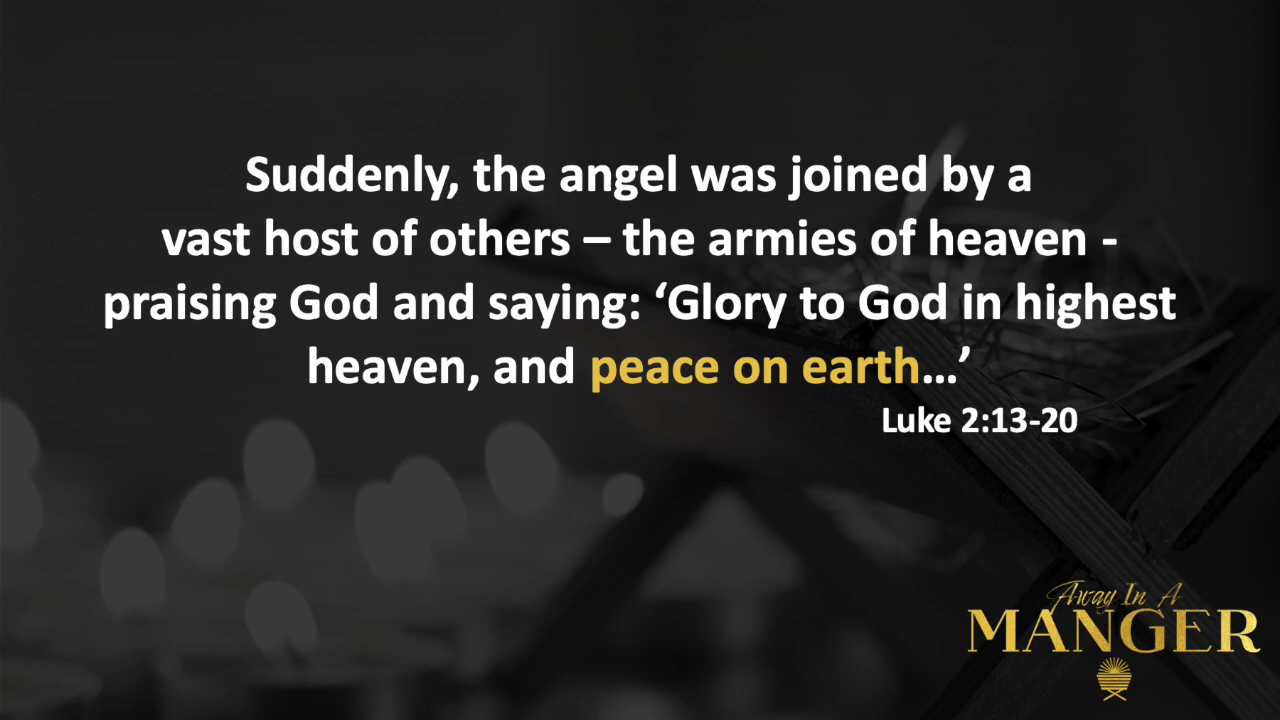 Suddenly, the angel was joined by a
vast host of others – the armies of heaven -
praising God and saying: ‘Glory to God in highest
heaven, and peace on earth…’
Luke 2:13-20
Away In A
MANGER